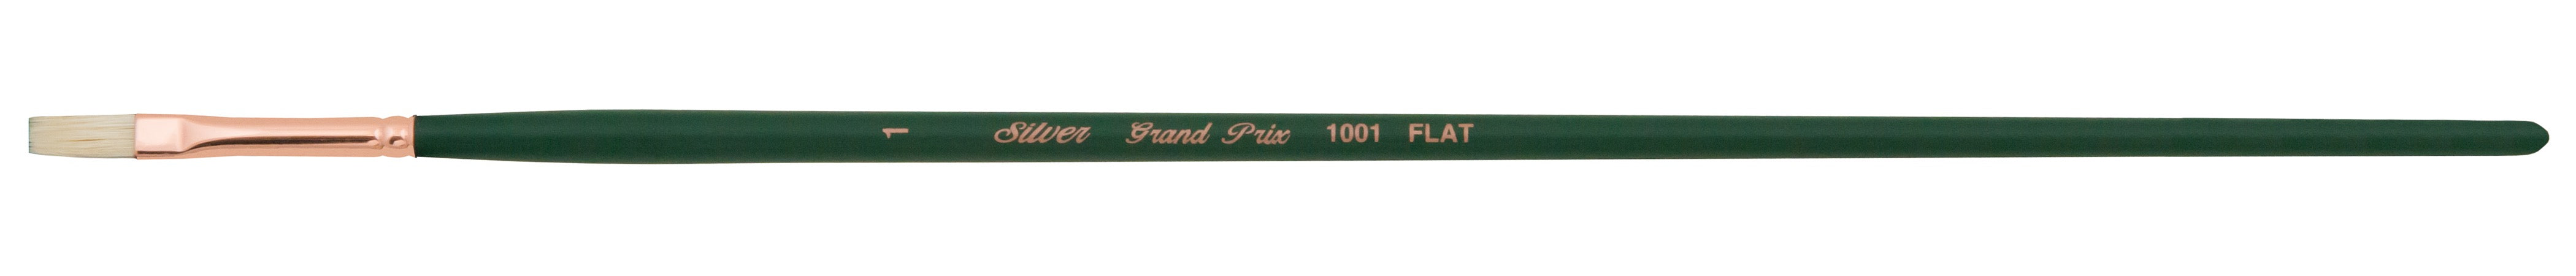 1 Silver Grand Prix 1001 FLAT